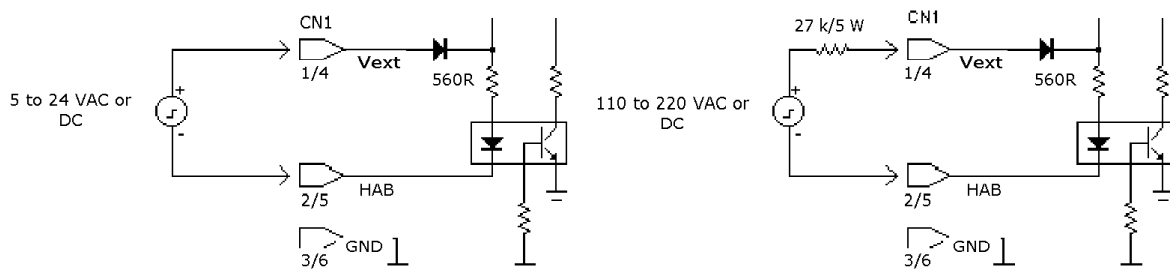 CN1
1/4
Vext
560R
5 to 24 VAC or
DC
+
-
2/5
HAB
3/6
GND
27 k/5 W
CN1
1/4
Vext
560R
110 to 220 VAC or
DC
+
-
2/5
HAB
3/6
GND